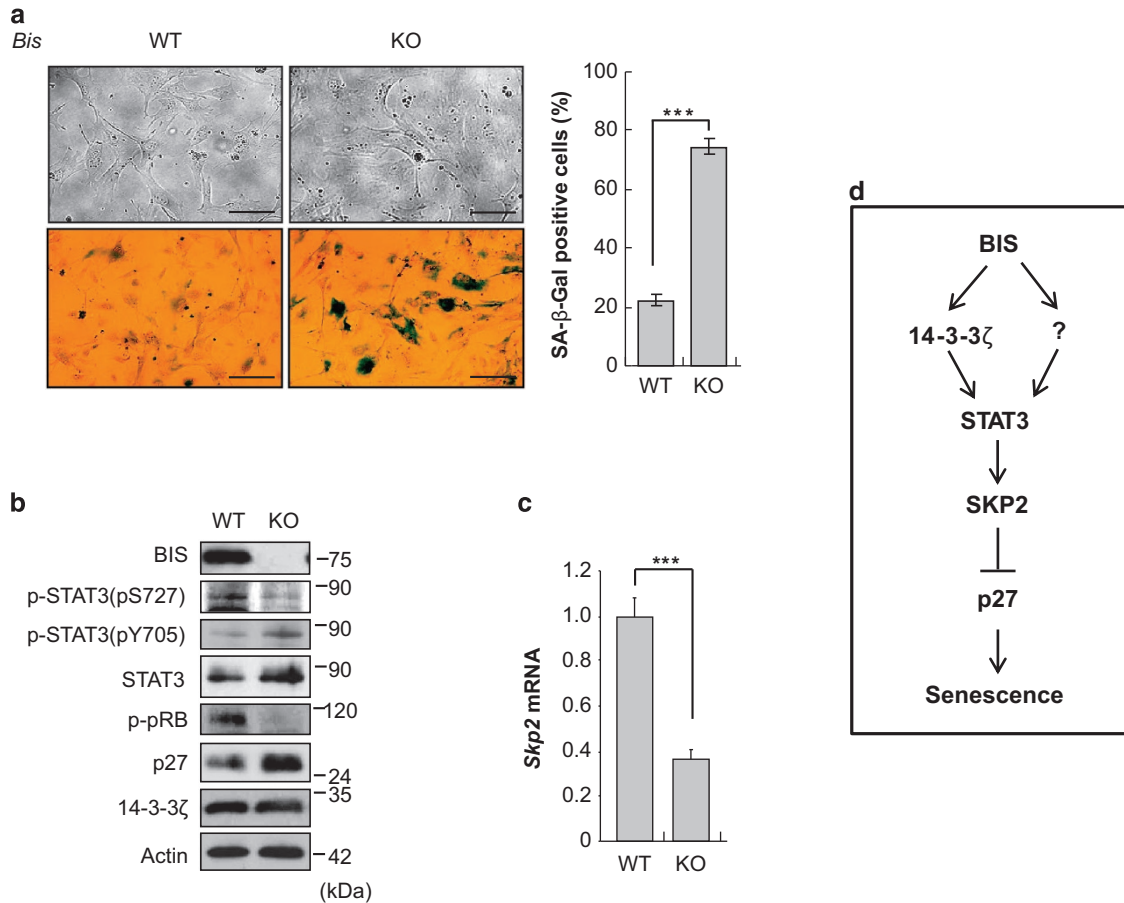 a
Bis WT KO
SA-β-Gal positive cells (%)
100
80
60
40
20
0
***
WT KO
b
WT KO
BIS
75
p-STAT3(pS727)
90
p-STAT3(pY705)
90
STAT3
90
p-pRB
120
p27
24
14-3-3ζ
35
Actin
42
(kDa)
c
Skp2 mRNA
1.2
1.0
0.8
0.6
0.4
0.2
0
***
WT KO
d
BIS
14-3-3ζ ?
STAT3
SKP2
p27
Senescence